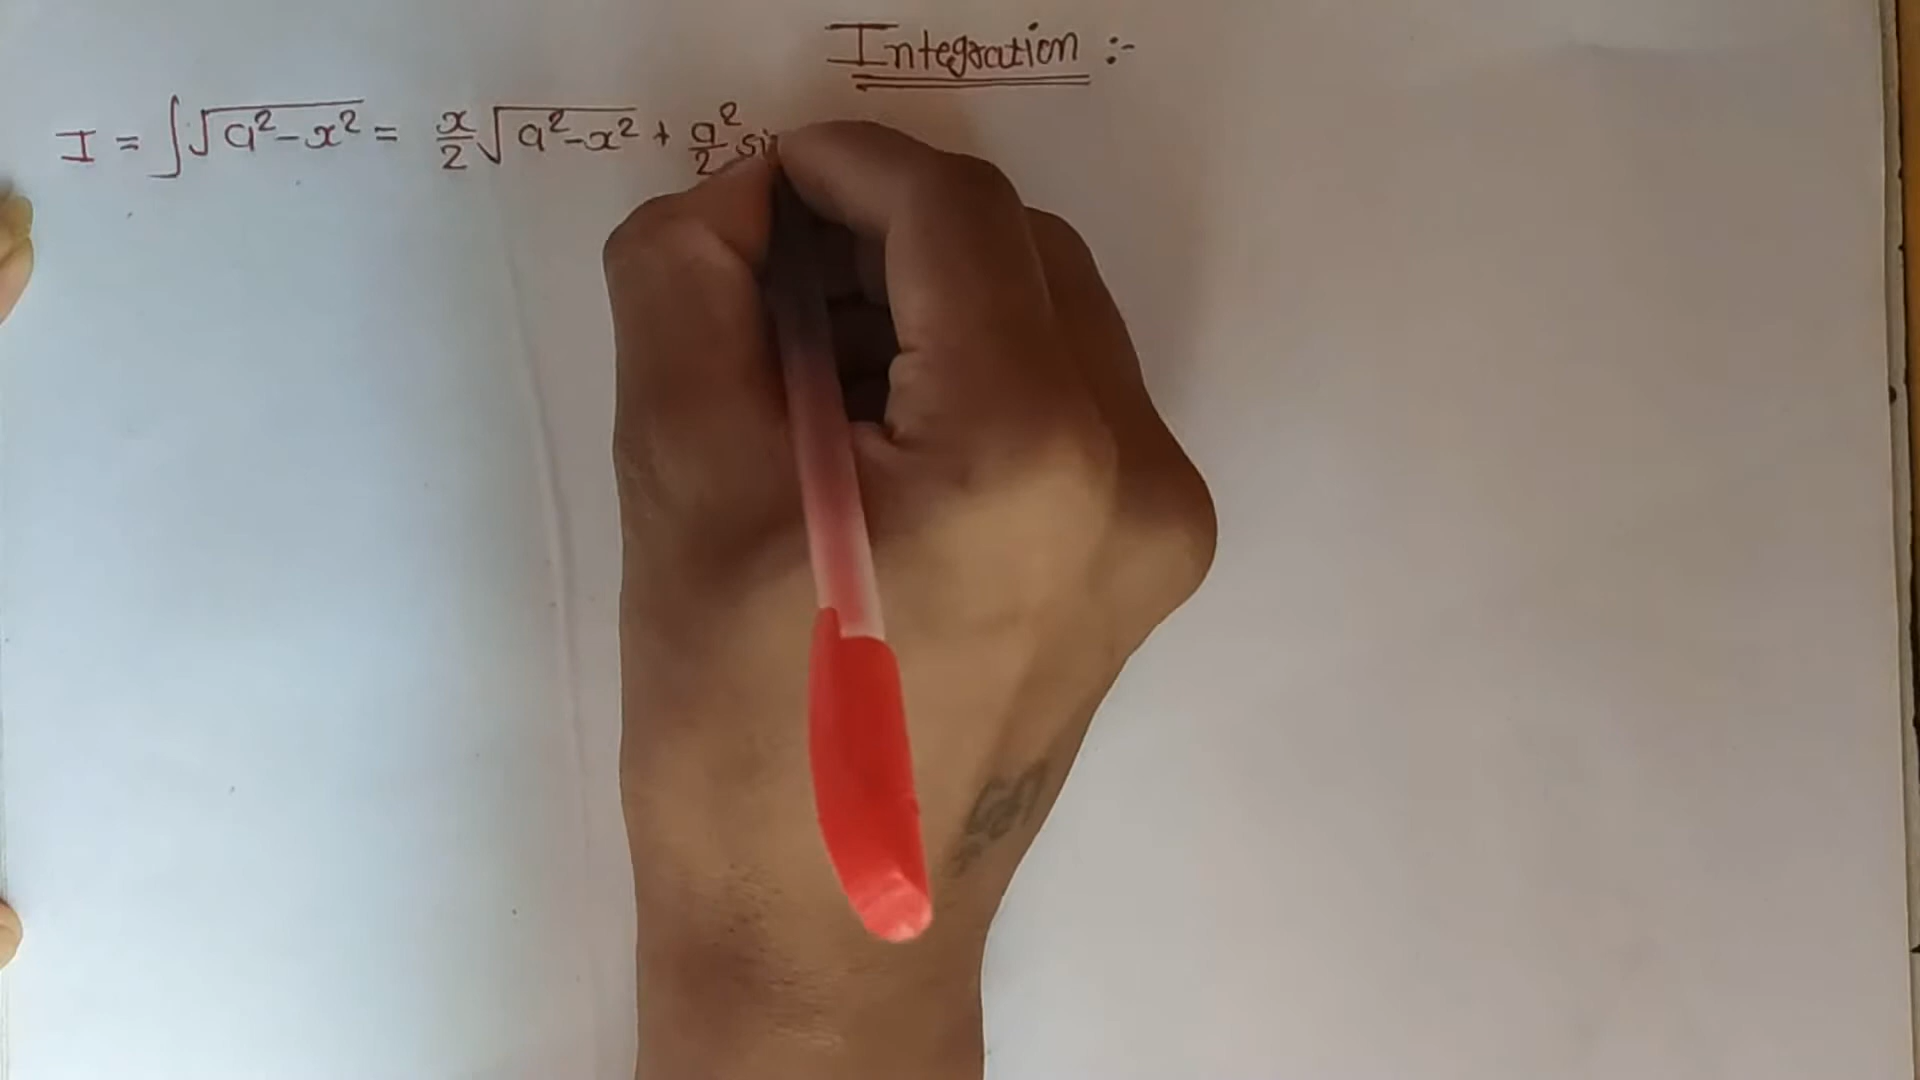 Integration :-
I = ∫√a²-x² = x/2 √a²-x² + a²/2 si